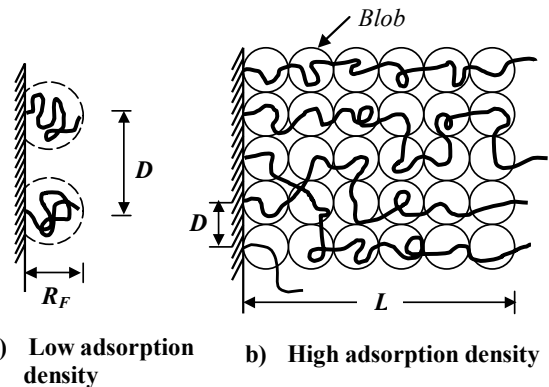 Blob
D
D
R_F
L
) Low adsorption
density
b) High adsorption density